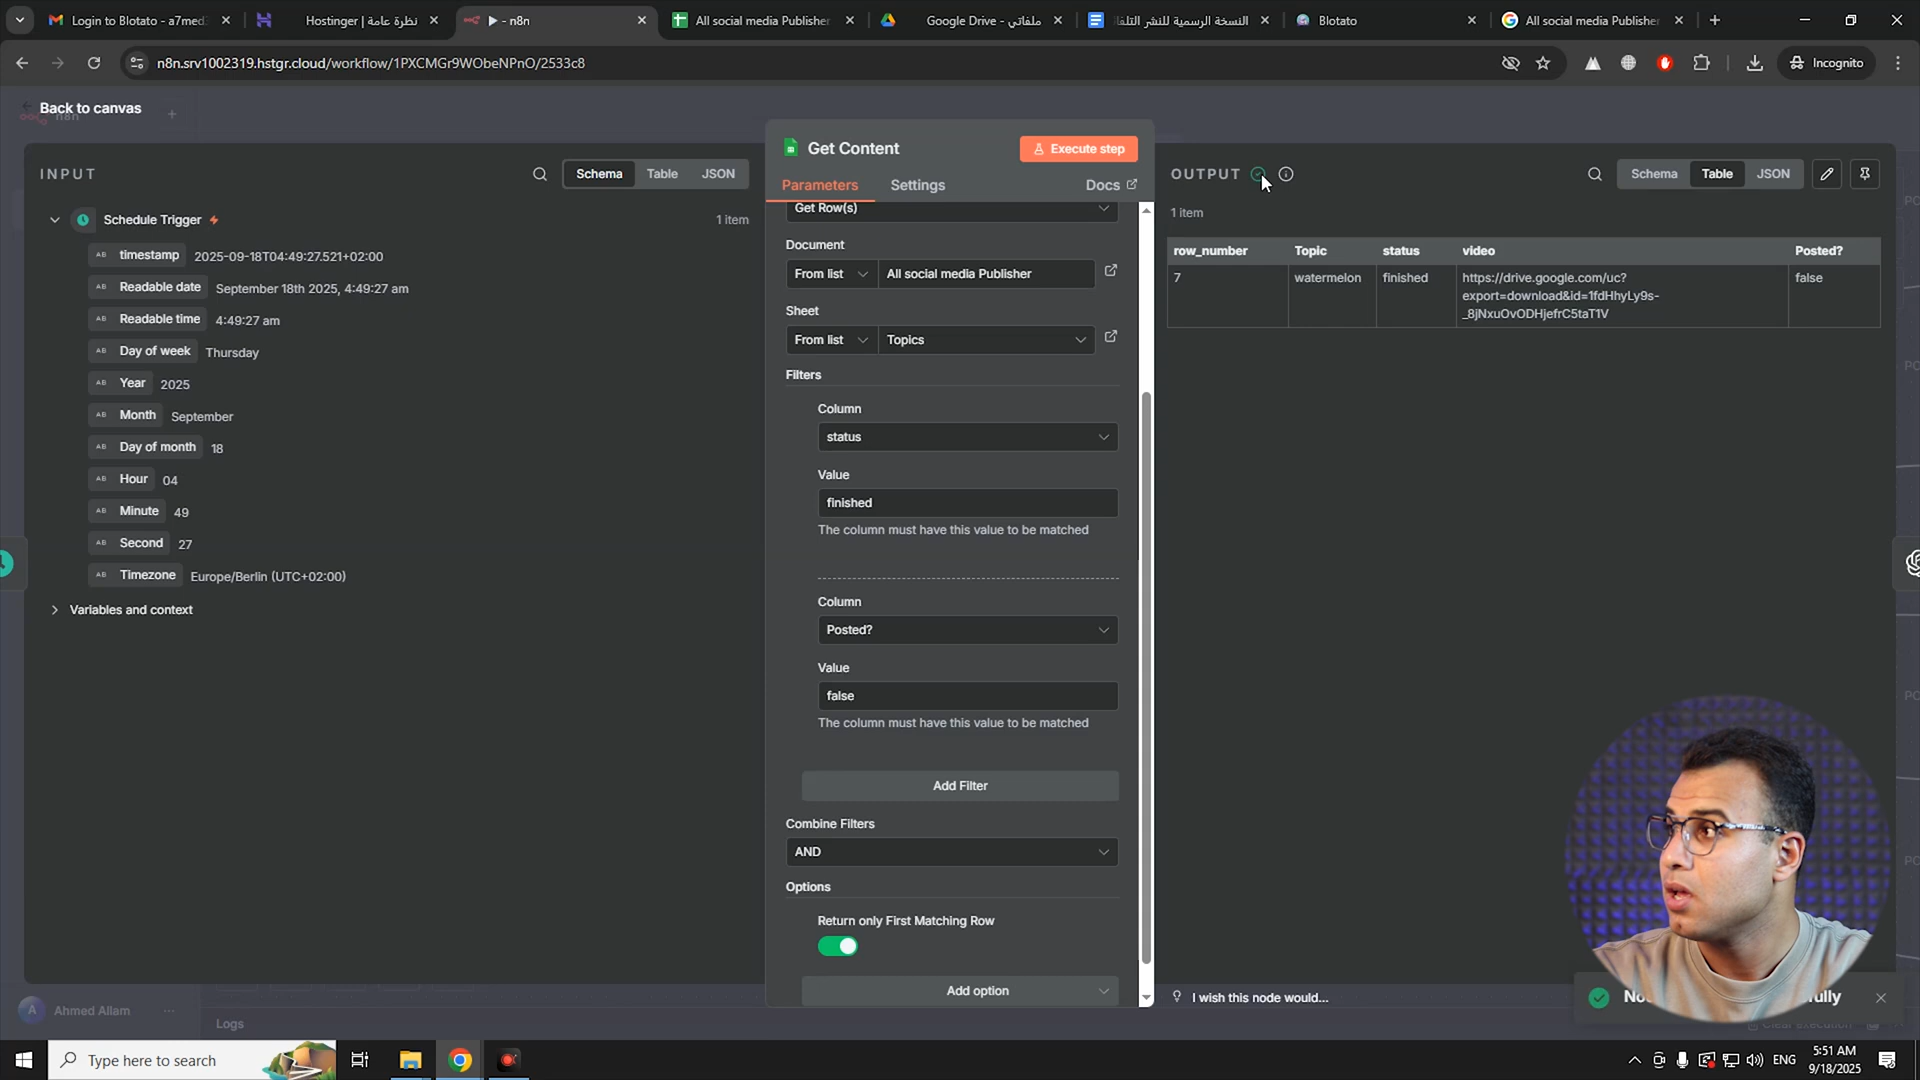 Login to Blotato - a7med
Hostinger | نظرة عامة
▶ - n8n
All social media Publisher
Google Drive - ملفاتي
النسخة الرسمية للنشر التلقا
Blotato
All social media Publishe
n8n.srv1002319.hstgr.cloud/workflow/1PXCMGr9WObeNPnO/2533c8
Incognito
Back to canvas
n8n
INPUT
Schema
Table
JSON
Schedule Trigger
1 item
timestamp 2025-09-18T04:49:27.521+02:00
Readable date September 18th 2025, 4:49:27 am
Readable time 4:49:27 am
Day of week Thursday
Year 2025
Month September
Day of month 18
Hour 04
Minute 49
Second 27
Timezone Europe/Berlin (UTC+02:00)
Variables and context
Get Content
Execute step
Parameters
Settings
Docs
Get Row(s)
Document
From list
All social media Publisher
Sheet
From list
Topics
Filters
Column
status
Value
finished
The column must have this value to be matched
Column
Posted?
Value
false
The column must have this value to be matched
Add Filter
Combine Filters
AND
Options
Return only First Matching Row
Add option
OUTPUT
Schema
Table
JSON
1 item
row_number Topic status video Posted?
7 watermelon finished https://drive.google.com/uc? false
export=download&id=1fdHhyLy9s-
_8jNxuOvODHjefrC5taT1V
I wish this node would...
Ahmed Allam
Logs
Clear execution
Type here to search
ENG
5:51 AM
9/18/2025